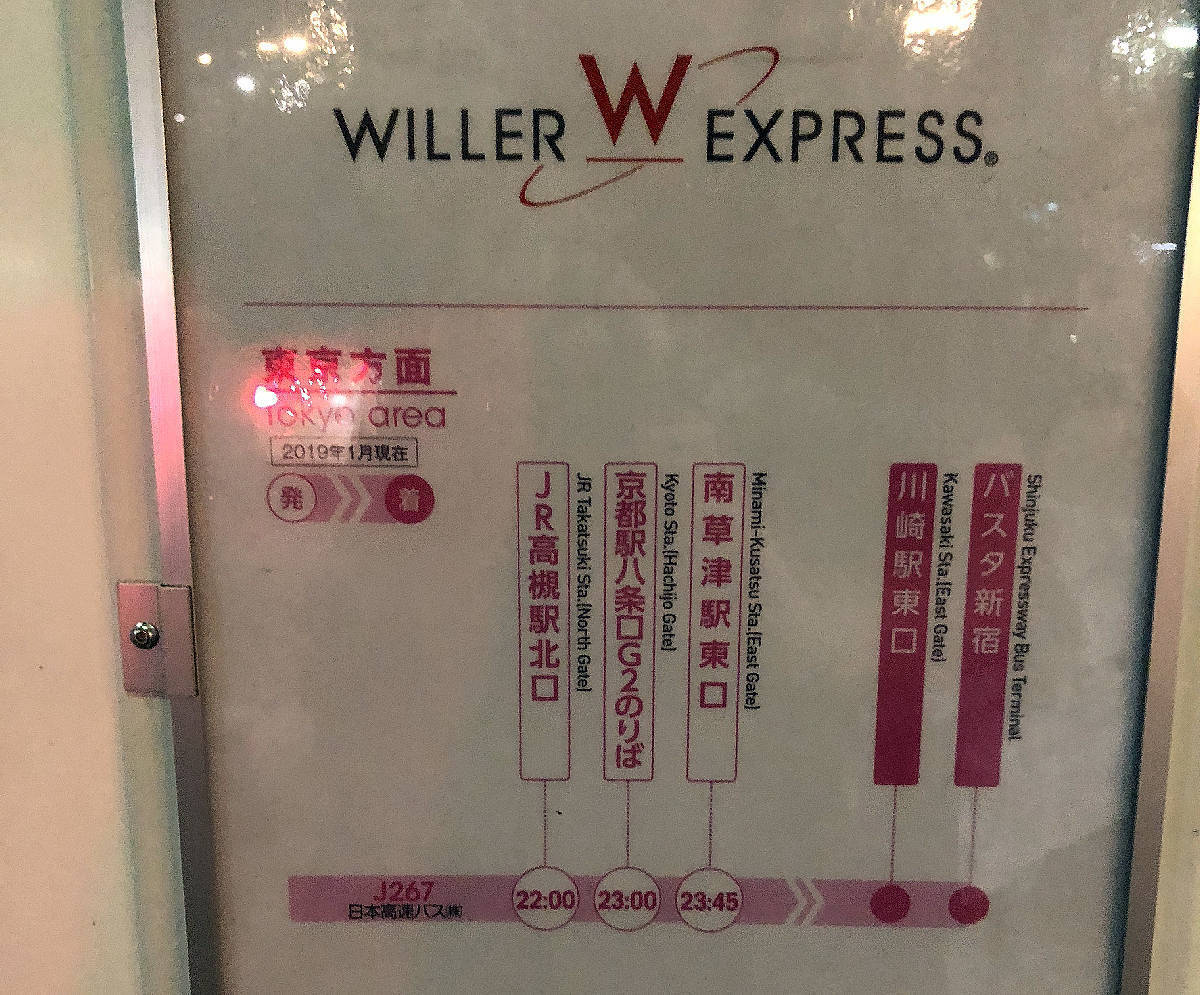 WILLER W EXPRESS®
東京方面
Tokyo area
2019年1月現在
発 着
JR高槻駅北口
JR Takatsuki Sta.(North Gate)
京都駅八条口G2のりば
Kyoto Sta.(Hachijo Gate)
南草津駅東口
Minami-Kusatsu Sta.(East Gate)
川崎駅東口
Kawasaki Sta.(East Gate)
バスタ新宿
Shinjuku Expressway Bus Terminal
J267
日本高速バス㈱
22:00 23:00 23:45